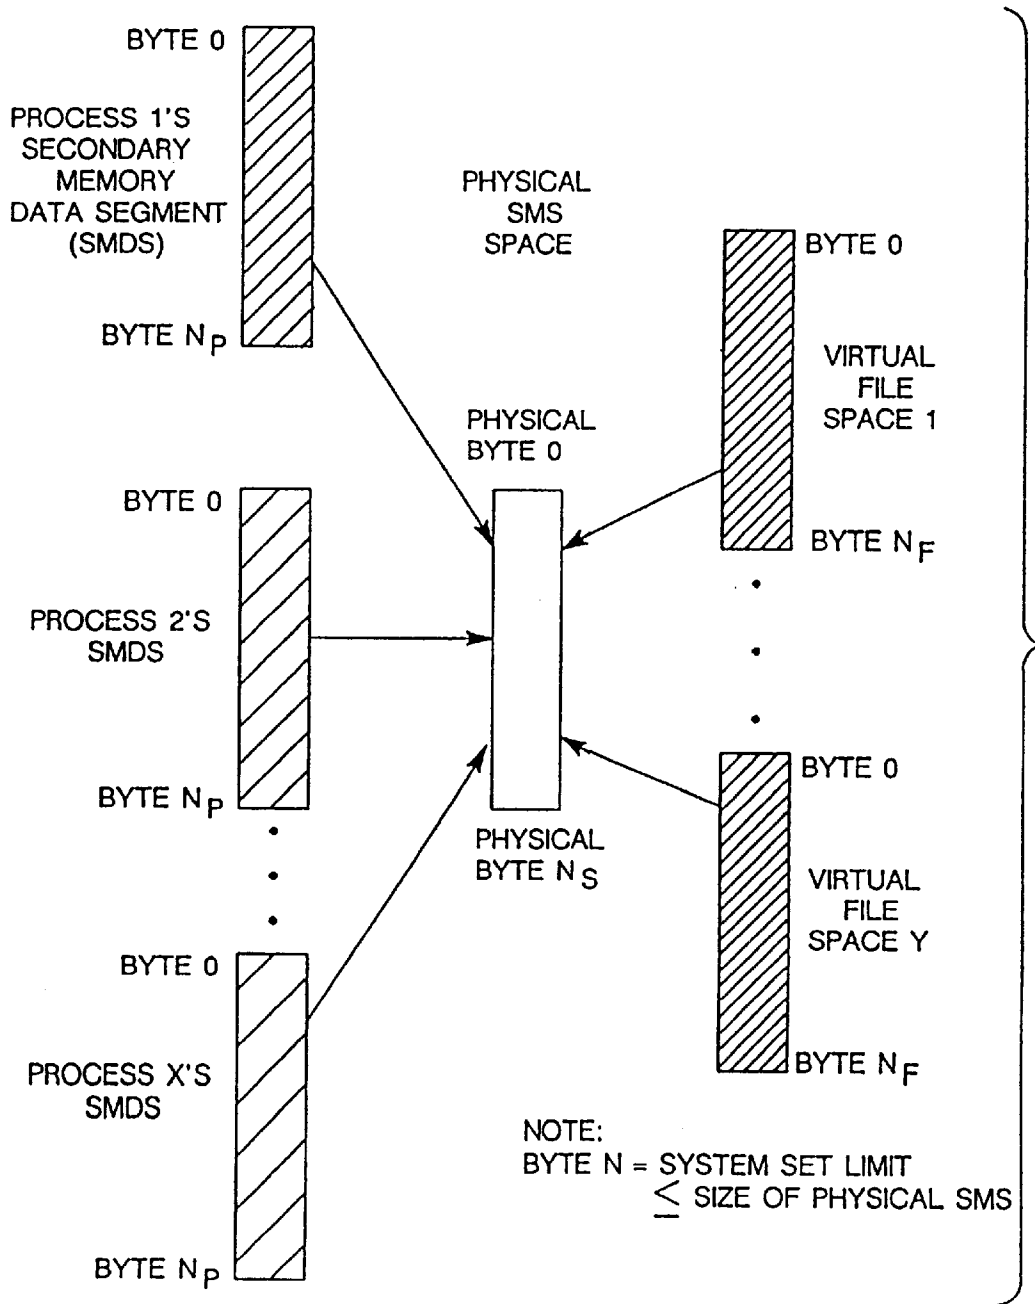 BYTE 0
PROCESS 1'S
SECONDARY
MEMORY
DATA SEGMENT
(SMDS)
BYTE NP
PHYSICAL
SMS
SPACE
BYTE 0
VIRTUAL
FILE
SPACE 1
BYTE NF
PHYSICAL
BYTE 0
BYTE 0
PROCESS 2'S
SMDS
BYTE NP
PHYSICAL
BYTE NS
BYTE 0
VIRTUAL
FILE
SPACE Y
BYTE NF
BYTE 0
PROCESS X'S
SMDS
BYTE NP
NOTE:
BYTE N = SYSTEM SET LIMIT
≤ SIZE OF PHYSICAL SMS